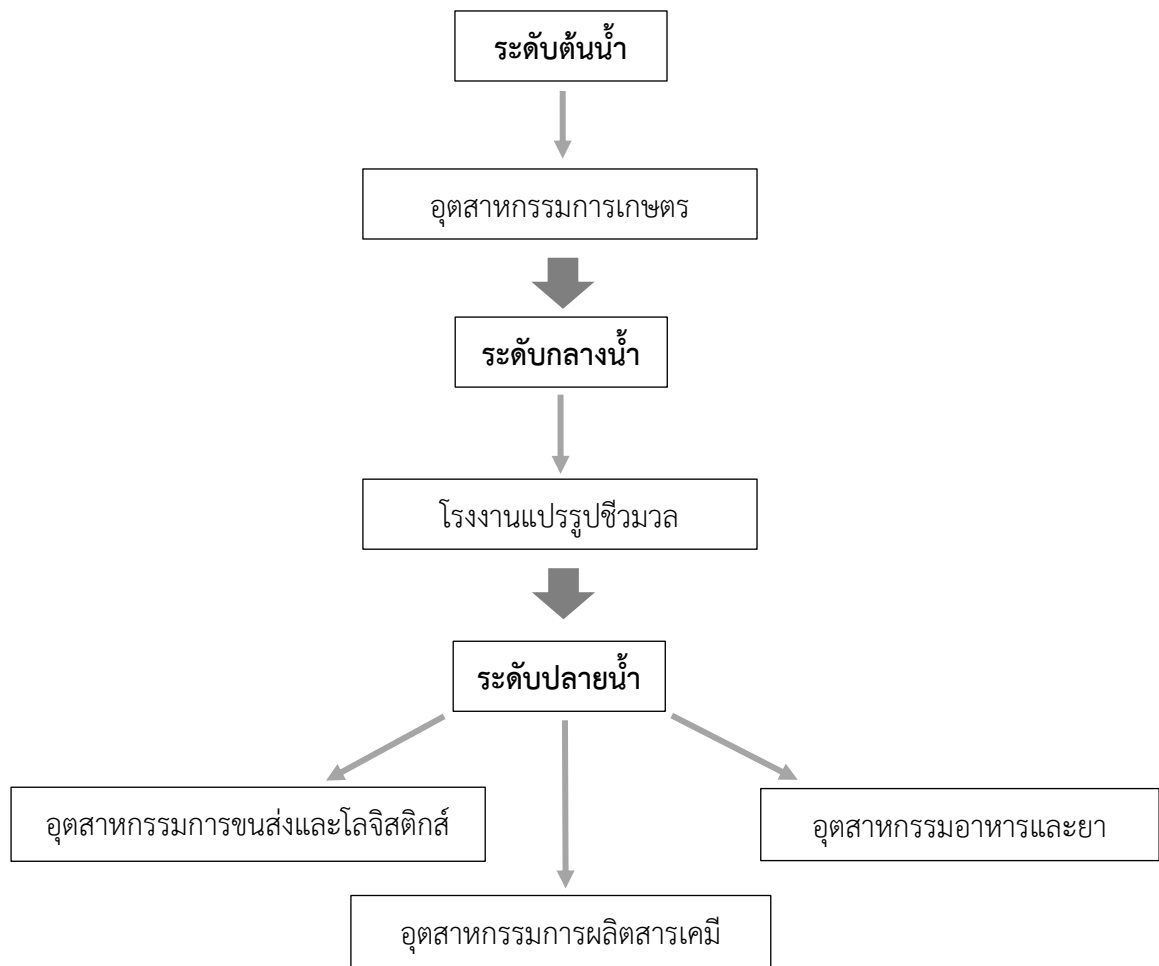 ระดับต้นน้ำ
อุตสาหกรรมการเกษตร
ระดับกลางน้ำ
โรงงานแปรรูปชีวมวล
ระดับปลายน้ำ
อุตสาหกรรมการขนส่งและโลจิสติกส์
อุตสาหกรรมอาหารและยา
อุตสาหกรรมการผลิตสารเคมี